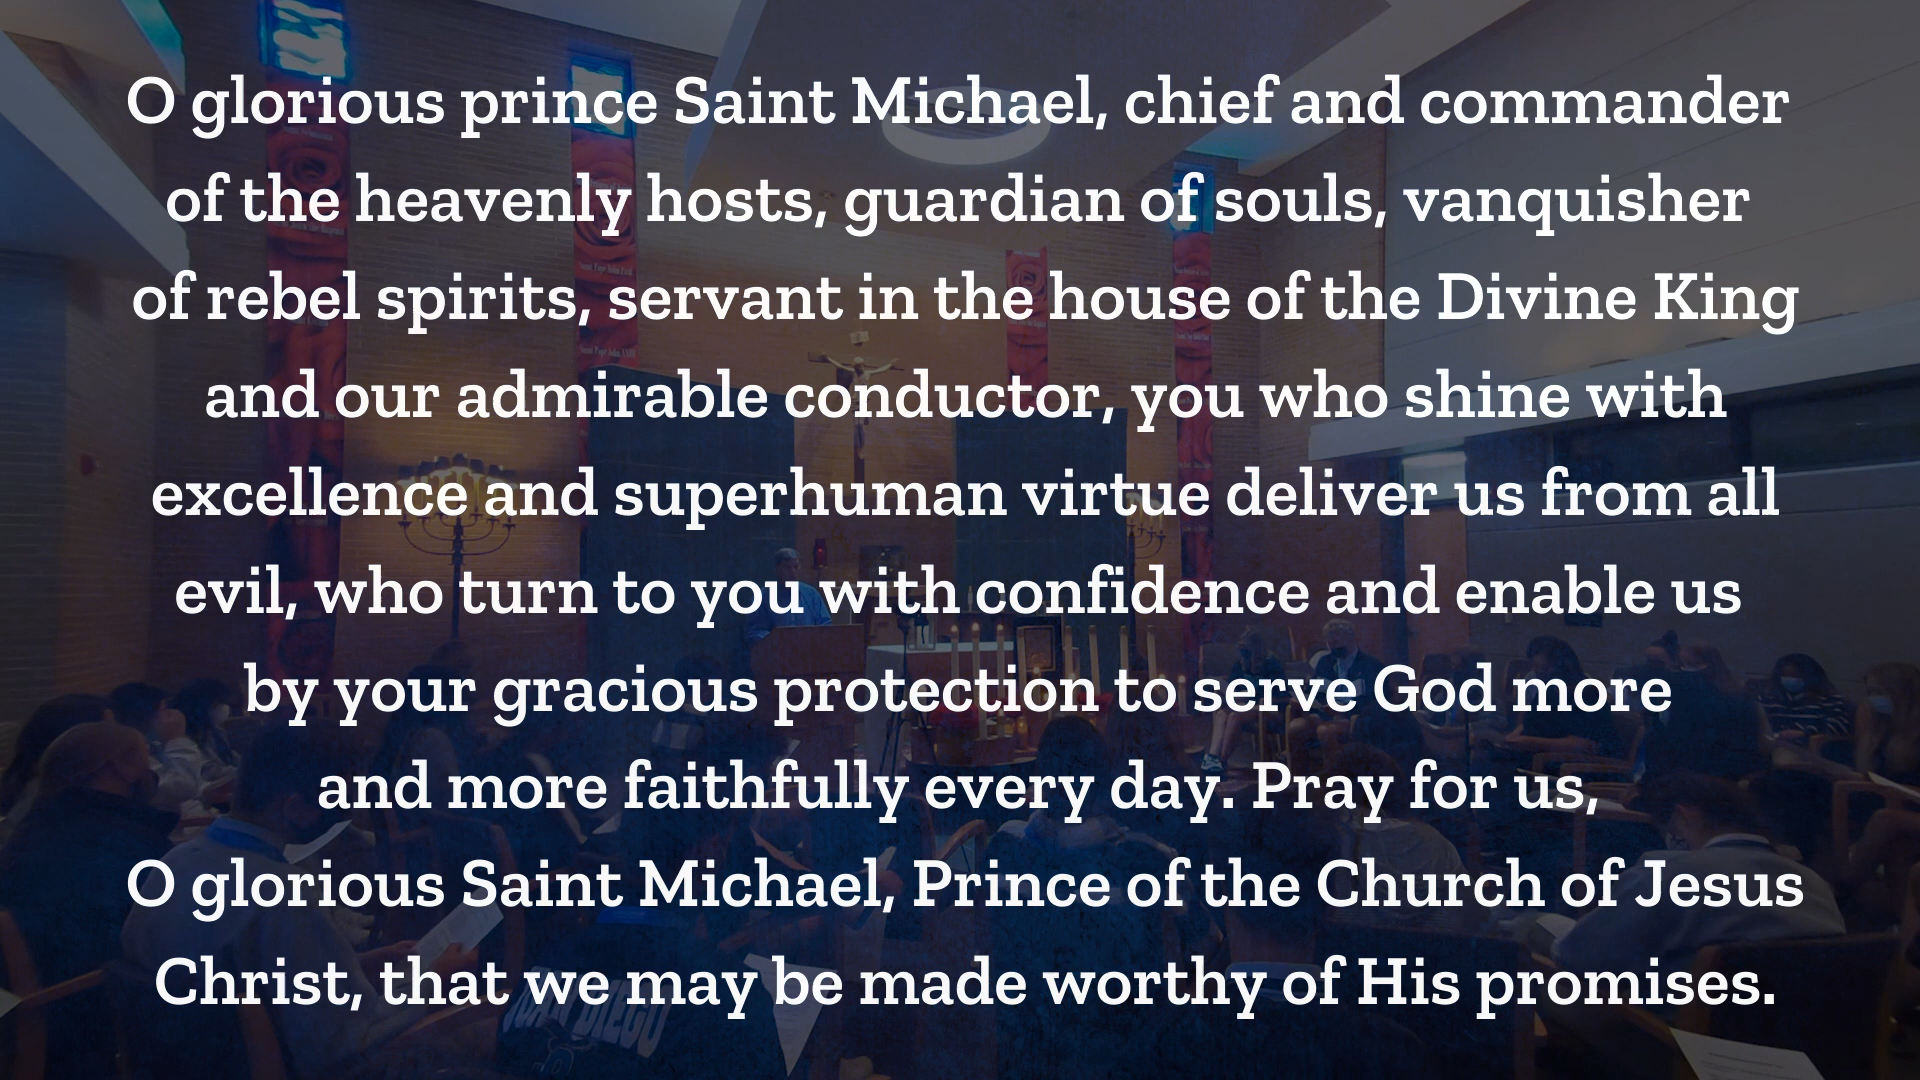 O glorious prince Saint Michael, chief and commander
of the heavenly hosts, guardian of souls, vanquisher
of rebel spirits, servant in the house of the Divine King
and our admirable conductor, you who shine with
excellence and superhuman virtue deliver us from all
evil, who turn to you with confidence and enable us
by your gracious protection to serve God more
and more faithfully every day. Pray for us,
O glorious Saint Michael, Prince of the Church of Jesus
Christ, that we may be made worthy of His promises.
JUAN DIEGO